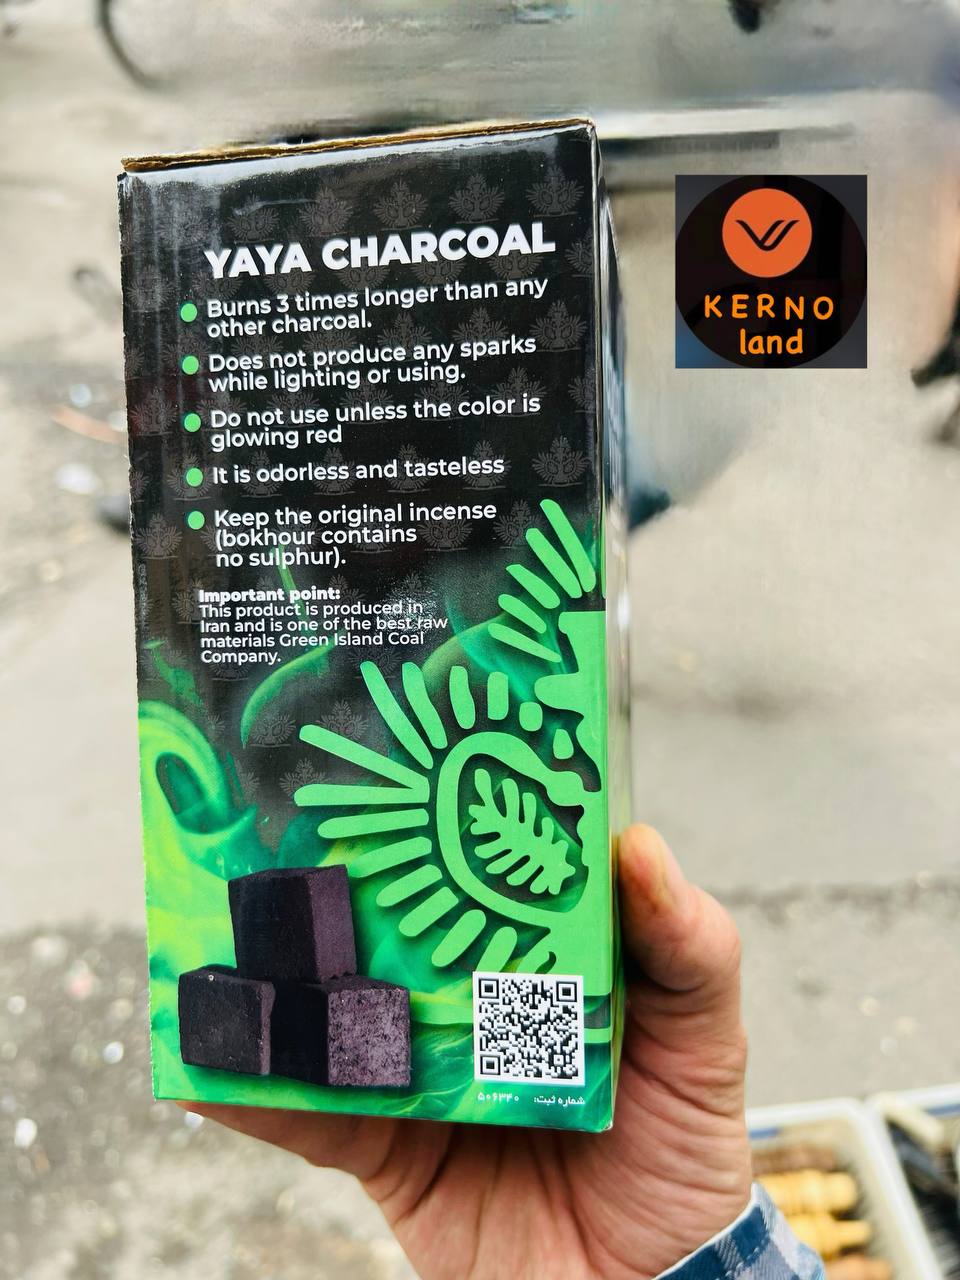 YAYA CHARCOAL
Burns 3 times longer than any
other charcoal.
Does not produce any sparks
while lighting or using.
Do not use unless the color is
glowing red
It is odorless and tasteless
Keep the original incense
(bokhour contains
no sulphur).
Important point:
This product is produced in
Iran and is one of the best raw
materials Green Island Coal
Company.
شماره ثبت: ۵۰۶۳۴۰
KERNO
land